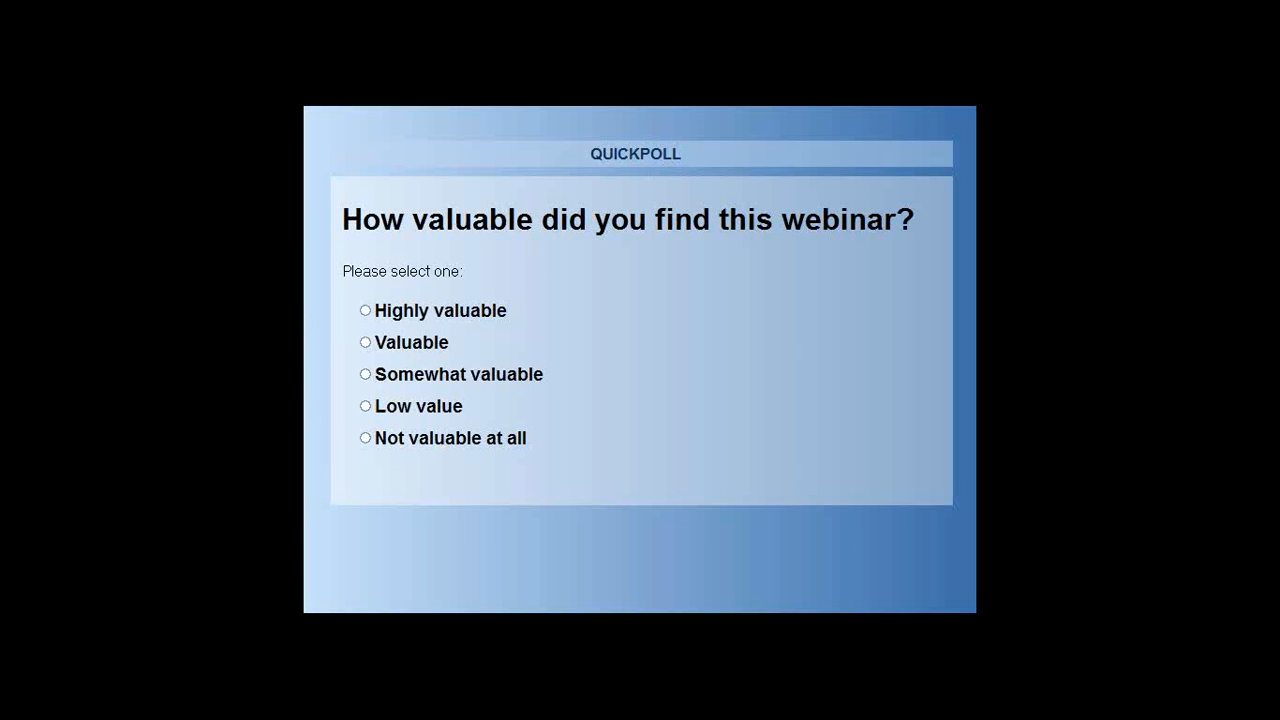 QUICKPOLL
How valuable did you find this webinar?
Please select one:
Highly valuable
Valuable
Somewhat valuable
Low value
Not valuable at all